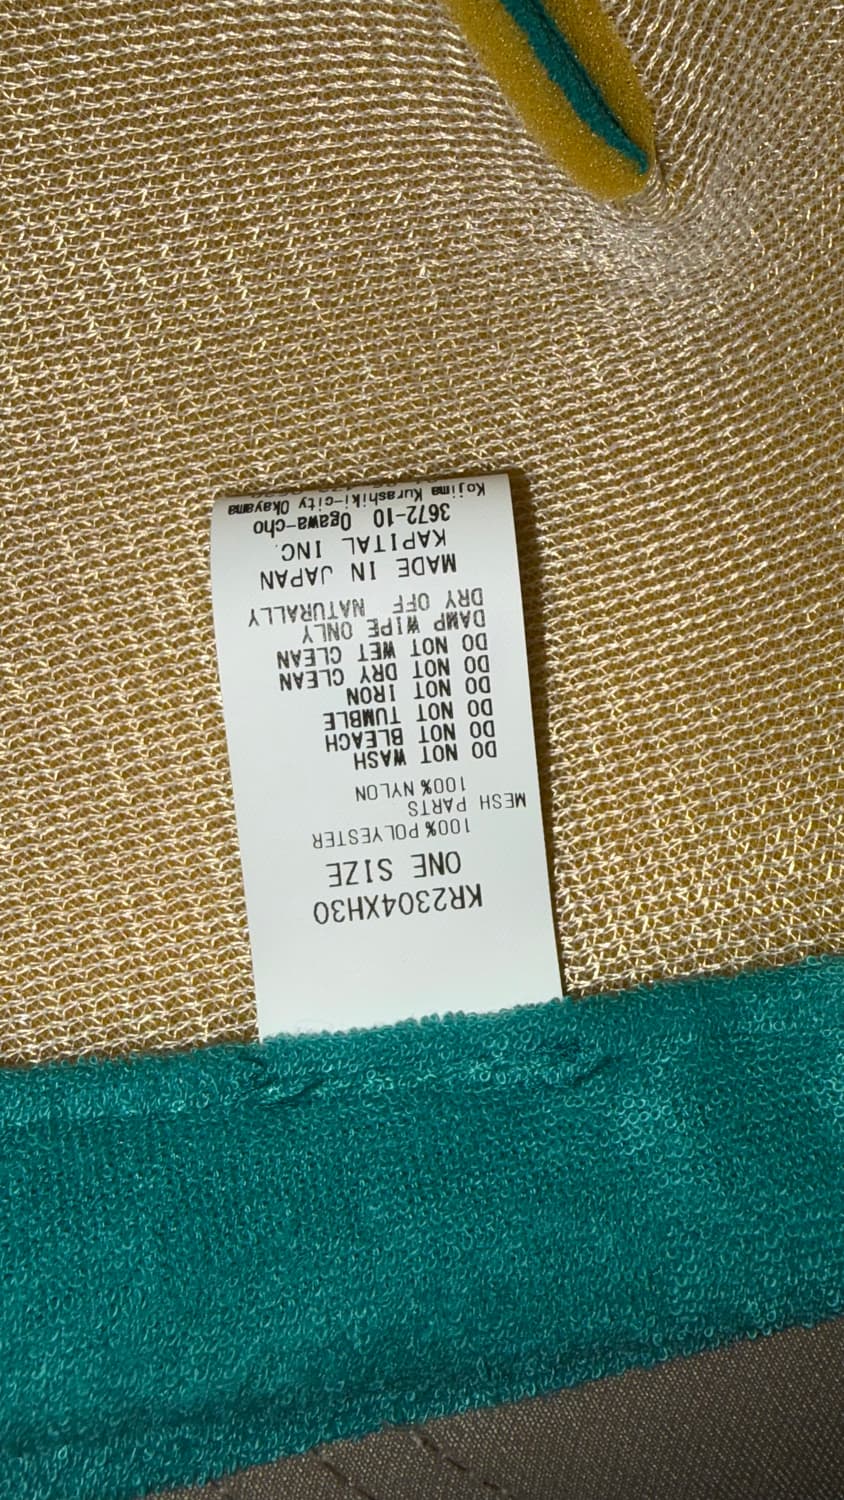 KR2304XH30
ONE SIZE
100% POLYESTER
MESH PARTS
100% NYLON
DO NOT WASH
DO NOT BLEACH
DO NOT TUMBLE
DO NOT IRON
DO NOT DRY CLEAN
DO NOT WET CLEAN
DAMP WIPE ONLY
DRY OFF NATURALLY
MADE IN JAPAN
KAPITAL INC.
3672-10 Ogawa-cho
Kojima Kurashiki-city Okayama